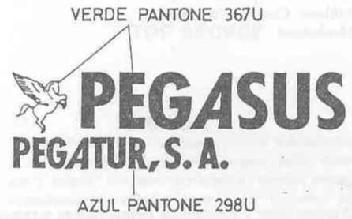 VERDE PANTONE 367U
PEGASUS
PEGATUR, S. A.
AZUL PANTONE 298U